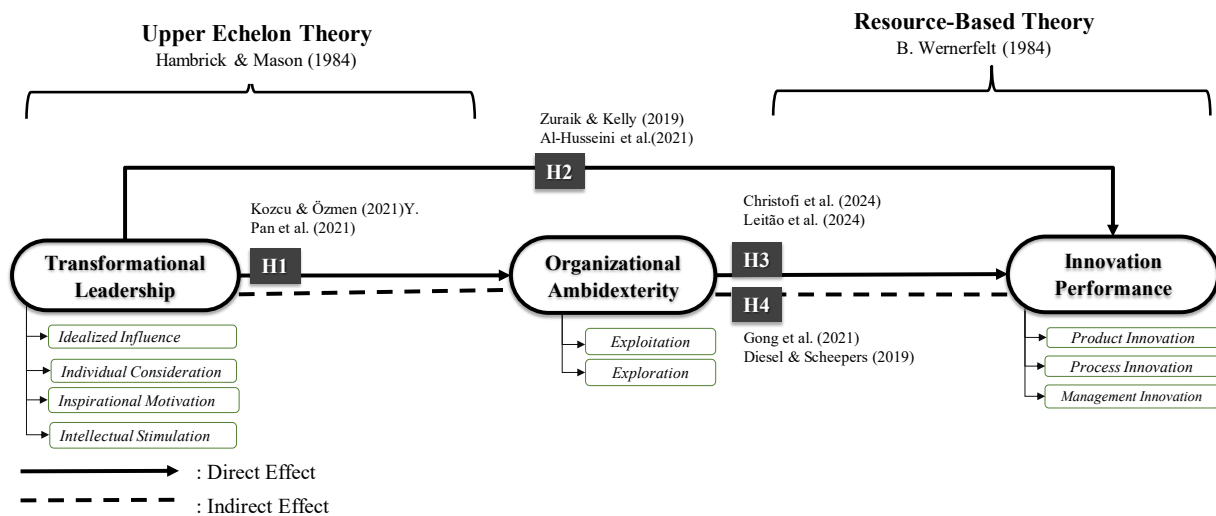 Upper Echelon Theory
Hambrick & Mason (1984)
Resource-Based Theory
B. Wernerfelt (1984)
Zuraik & Kelly (2019)
Al-Husseini et al.(2021)
H2
Kozcu & Özmen (2021)Y.
Pan et al. (2021)
Christofi et al. (2024)
Leitão et al. (2024)
H1
H3
H4
Transformational
Leadership
Organizational
Ambidexterity
Innovation
Performance
Gong et al. (2021)
Diesel & Scheepers (2019)
Idealized Influence
Individual Consideration
Inspirational Motivation
Intellectual Stimulation
Exploitation
Exploration
Product Innovation
Process Innovation
Management Innovation
: Direct Effect
: Indirect Effect